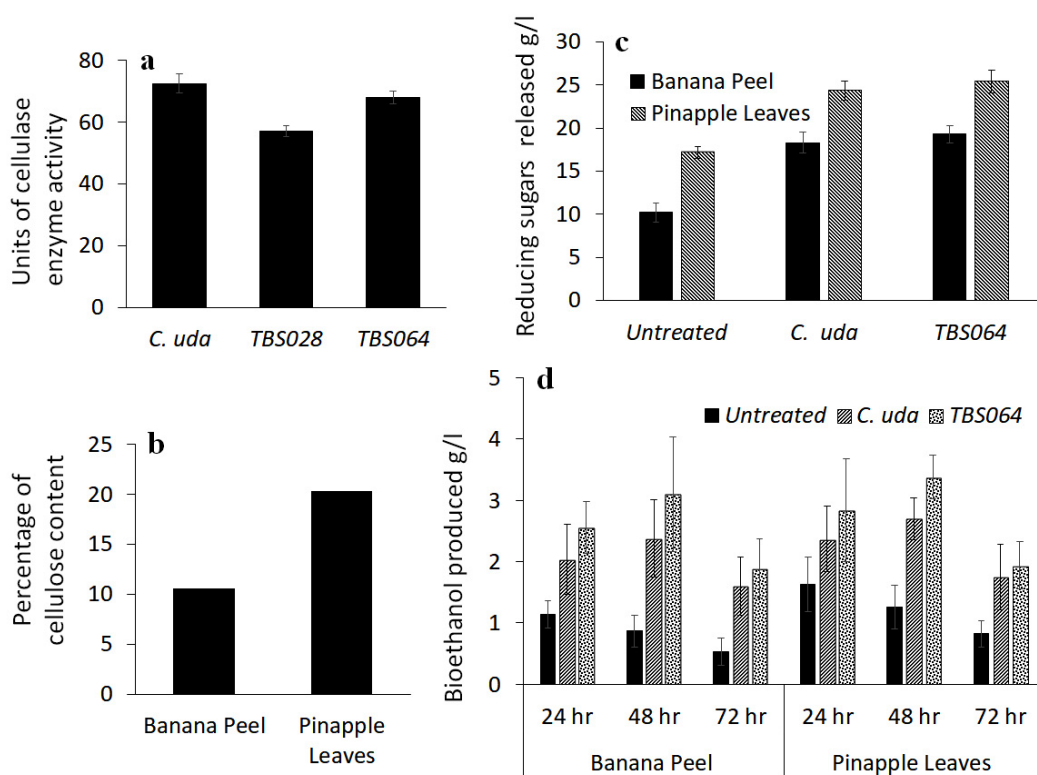 a
Units of cellulase
enzyme activity
80
60
40
20
0
C. uda TBS028 TBS064
b
Percentage of
cellulose content
25
20
15
10
5
0
Banana Peel Pinapple
Leaves
c
Reducing sugars released g/l
30
25
20
15
10
5
0
Banana Peel
Pinapple Leaves
Untreated C. uda TBS064
d
Bioethanol produced g/l
5
4
3
2
1
0
Untreated C. uda TBS064
24 hr 48 hr 72 hr 24 hr 48 hr 72 hr
Banana Peel Pinapple Leaves